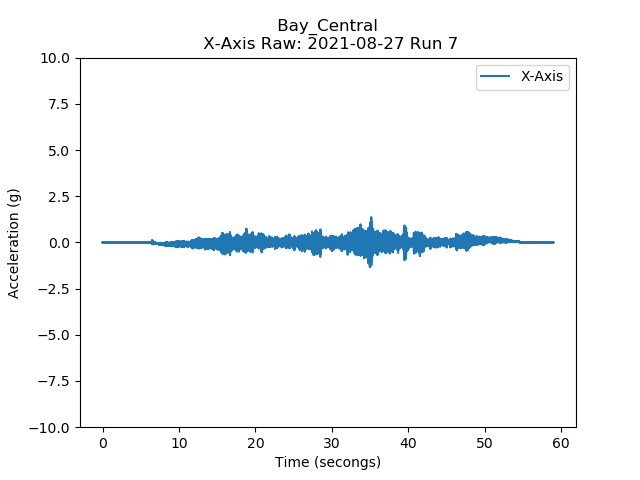 Bay_Central
X-Axis Raw: 2021-08-27 Run 7
10.0
7.5
5.0
2.5
0.0
−2.5
−5.0
−7.5
−10.0
Acceleration (g)
X-Axis
0 10 20 30 40 50 60
Time (secongs)